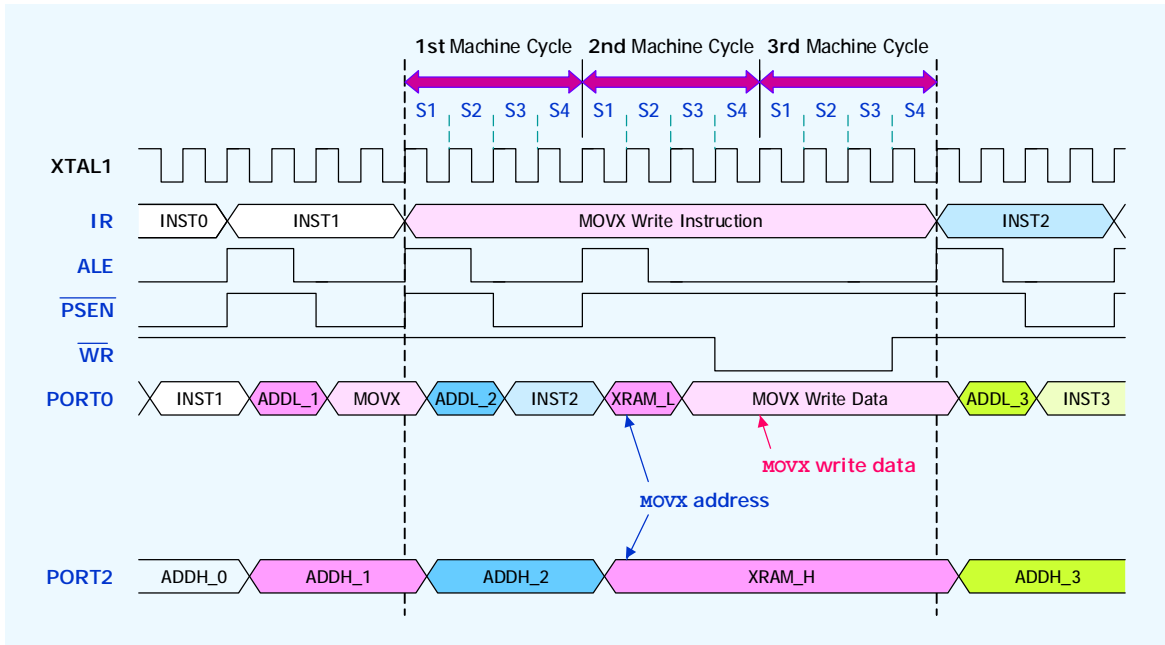 1st Machine Cycle 2nd Machine Cycle 3rd Machine Cycle
S1 S2 S3 S4 S1 S2 S3 S4 S1 S2 S3 S4
XTAL1
IR INST0 INST1 MOVX Write Instruction INST2
ALE
PSEN
WR
PORT0 INST1 ADDL_1 MOVX ADDL_2 INST2 XRAM_L MOVX Write Data ADDL_3 INST3
MOVX write data
MOVX address
PORT2 ADDH_0 ADDH_1 ADDH_2 XRAM_H ADDH_3